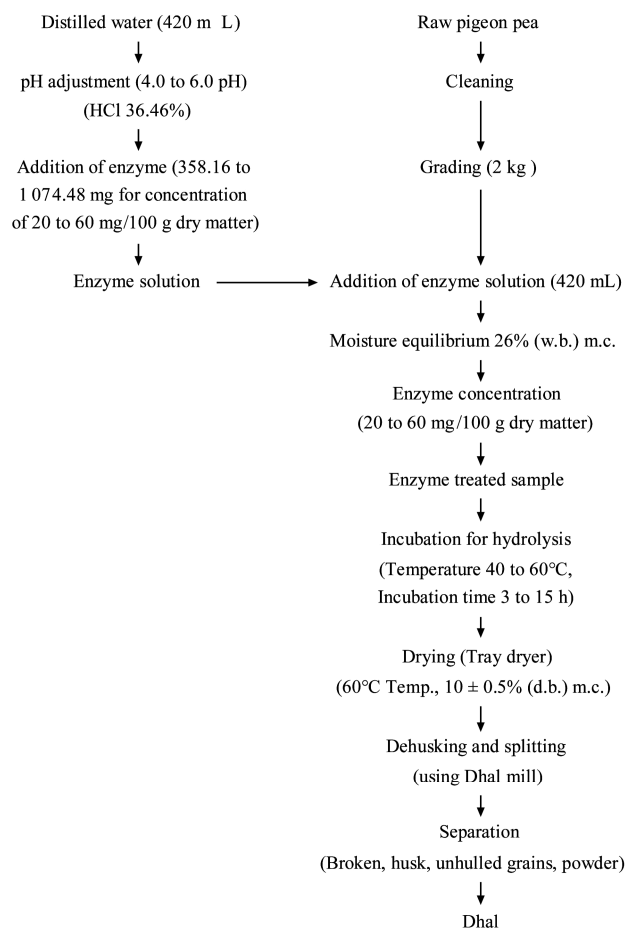 Distilled water (420 m L)
pH adjustment (4.0 to 6.0 pH)
(HCl 36.46%)
Addition of enzyme (358.16 to
1 074.48 mg for concentration
of 20 to 60 mg/100 g dry matter)
Enzyme solution
Raw pigeon pea
Cleaning
Grading (2 kg )
Addition of enzyme solution (420 mL)
Moisture equilibrium 26% (w.b.) m.c.
Enzyme concentration
(20 to 60 mg/100 g dry matter)
Enzyme treated sample
Incubation for hydrolysis
(Temperature 40 to 60℃,
Incubation time 3 to 15 h)
Drying (Tray dryer)
(60℃ Temp., 10 ± 0.5% (d.b.) m.c.)
Dehusking and splitting
(using Dhal mill)
Separation
(Broken, husk, unhulled grains, powder)
Dhal